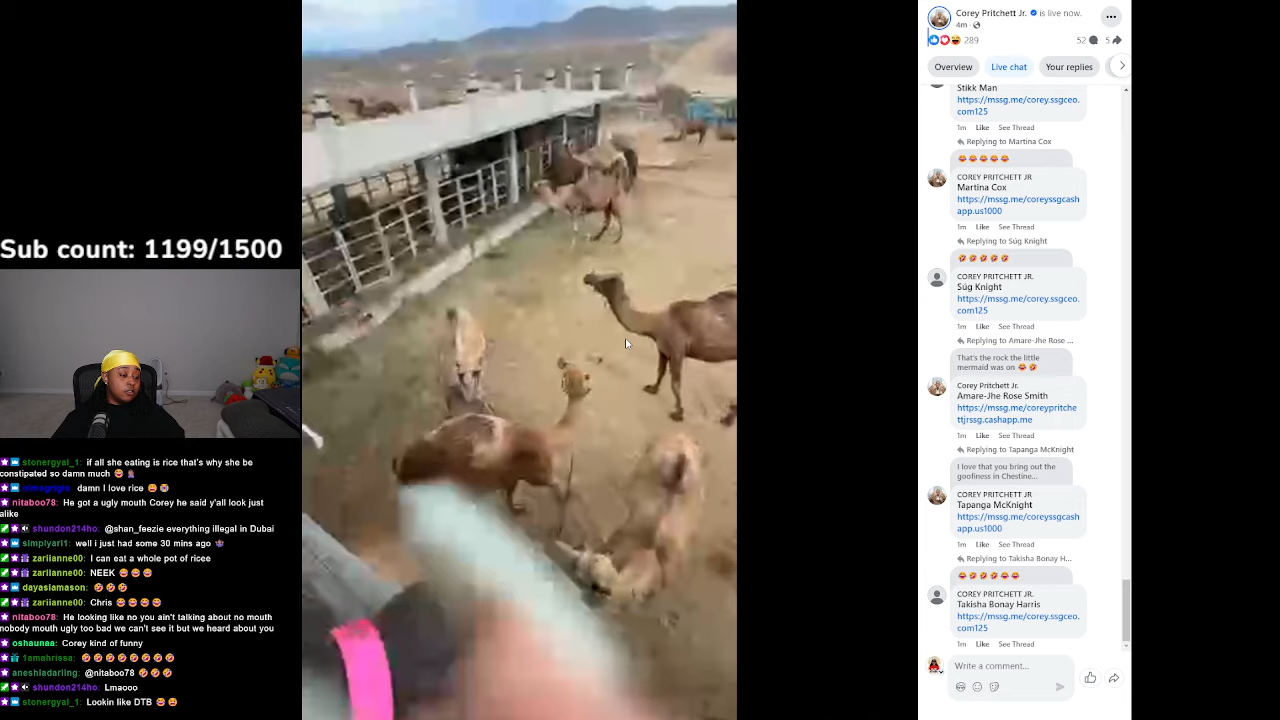 Sub count: 1199/1500
stonergyal_1: if all she eating is rice that's why she be
constipated so damn much
damn I love rice
nitaboo78: He got a ugly mouth Corey he said y'all look just
alike
shundon214ho: @shan_feezie everything illegal in Dubai
simplyari1: well i just had some 30 mins ago
zarilanne00: I can eat a whole pot of ricee
zarilanne00: NEEK
dayaslamason:
zarilanne00: Chris
nitaboo78: He looking like no you ain't talking about no mouth
nobody mouth ugly too bad we can't see it but we heard about you
oshaunaa: Corey kind of funny
1amahrissa:
aneshladarling: @nitaboo78
shundon214ho: Lmaooo
stonergyal_1: Lookin like DTB
Corey Pritchett Jr. is live now.
4m ·
289
52
5
Overview
Live chat
Your replies
Stikk Man
https://mssg.me/corey.ssgceo.
com125
1m Like See Thread
Replying to Martina Cox
COREY PRITCHETT JR
Martina Cox
https://mssg.me/coreyssgcash
app.us1000
1m Like See Thread
Replying to Súg Knight
COREY PRITCHETT JR.
Súg Knight
https://mssg.me/corey.ssgceo.
com125
1m Like See Thread
Replying to Amare-Jhe Rose ...
That's the rock the little
mermaid was on
Corey Pritchett Jr.
Amare-Jhe Rose Smith
https://mssg.me/coreypritche
ttjrssg.cashapp.me
1m Like See Thread
Replying to Tapanga McKnight
I love that you bring out the
goofiness in Chestine...
COREY PRITCHETT JR
Tapanga McKnight
https://mssg.me/coreyssgcash
app.us1000
1m Like See Thread
Replying to Takisha Bonay H...
COREY PRITCHETT JR.
Takisha Bonay Harris
https://mssg.me/corey.ssgceo.
com125
1m Like See Thread
Write a comment...